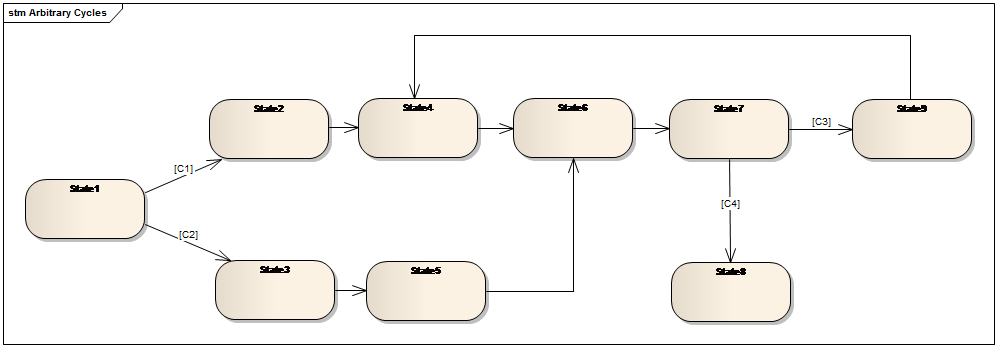 stm Arbitrary Cycles
State2
State4
State6
State7
State9
[C3]
[C1]
State1
[C4]
[C2]
State3
State5
State8